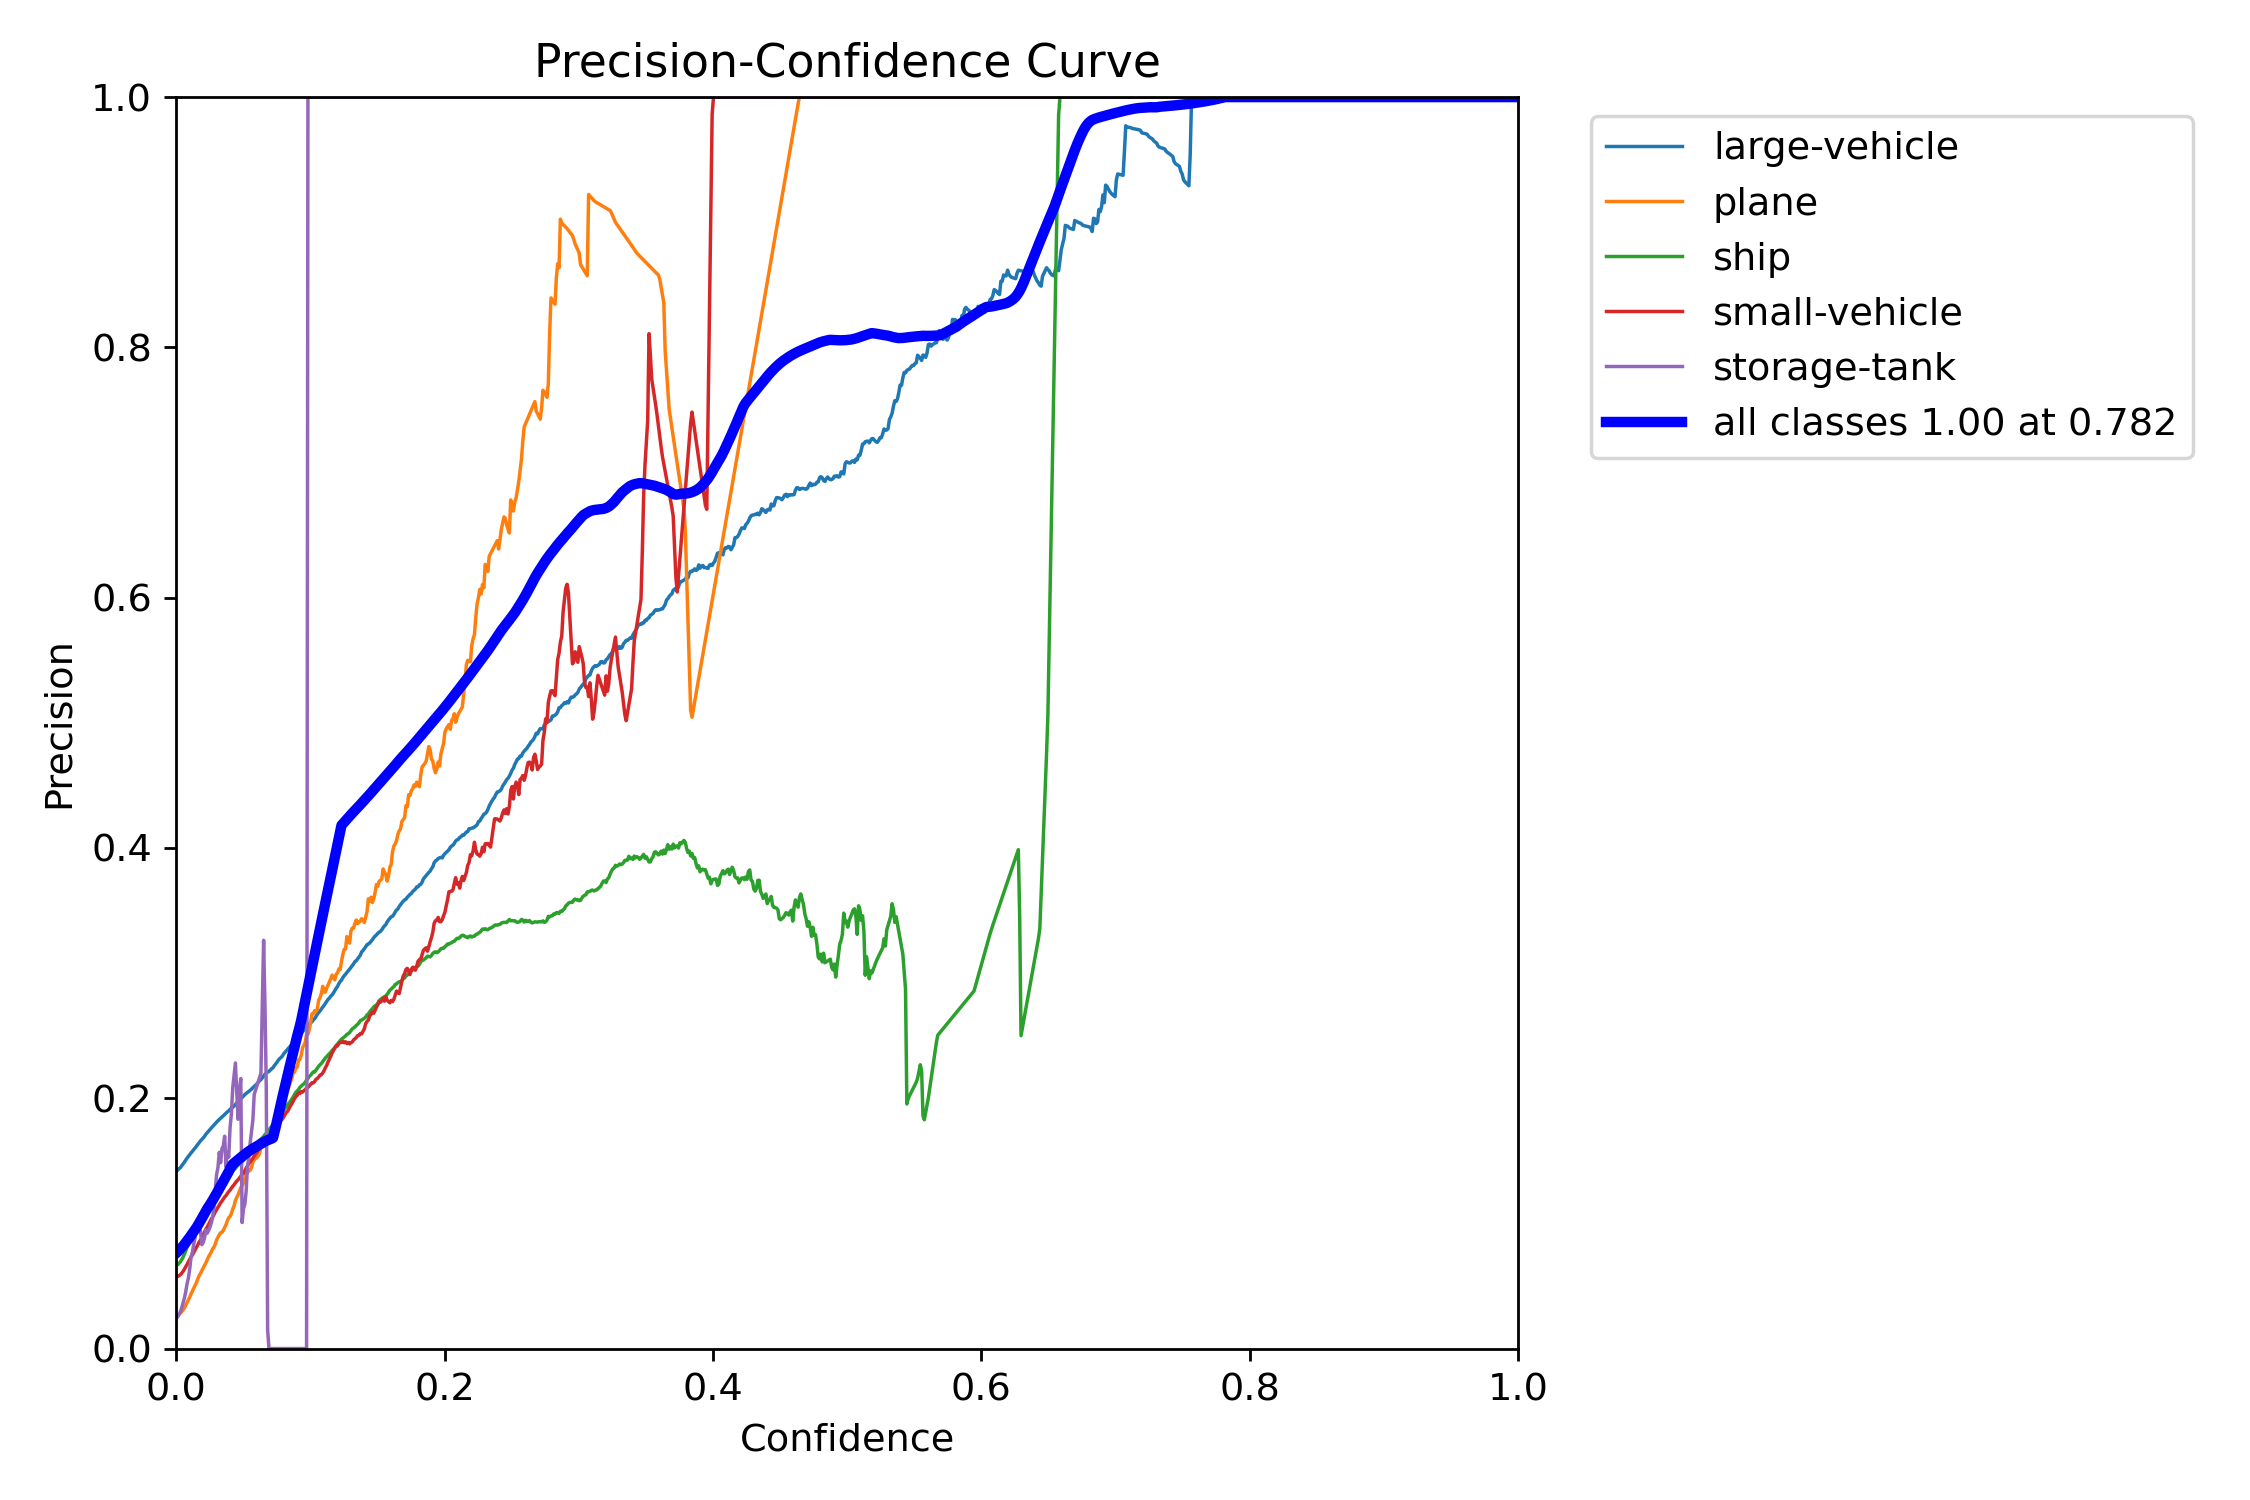 Precision-Confidence Curve
1.0
0.8
0.6
0.4
0.2
0.0
Precision
0.0 0.2 0.4 0.6 0.8 1.0
Confidence
large-vehicle
plane
ship
small-vehicle
storage-tank
all classes 1.00 at 0.782